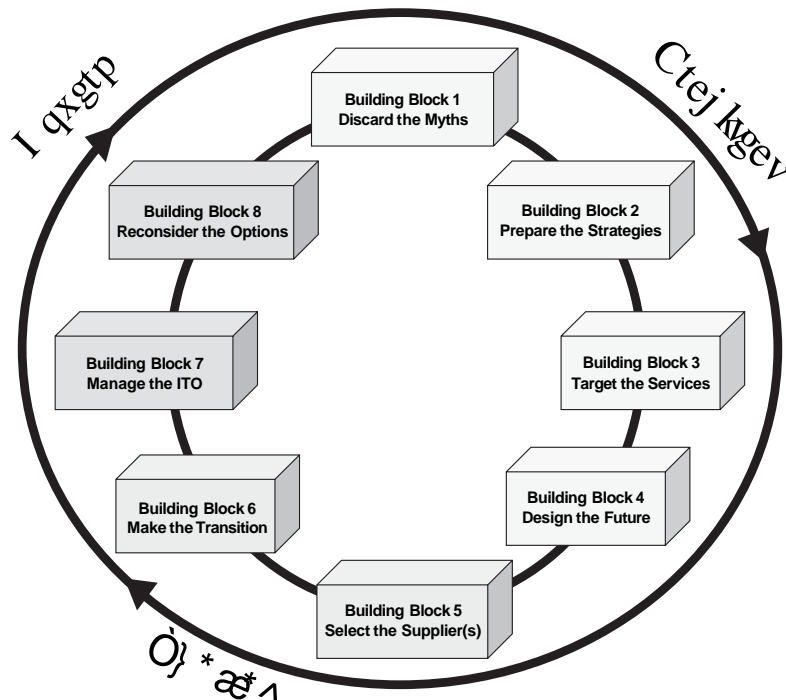 I qxgtp
Ctej kvgev
Building Block 1
Discard the Myths
Building Block 2
Prepare the Strategies
Building Block 3
Target the Services
Building Block 4
Design the Future
Building Block 5
Select the Supplier(s)
Building Block 6
Make the Transition
Building Block 7
Manage the ITO
Building Block 8
Reconsider the Options